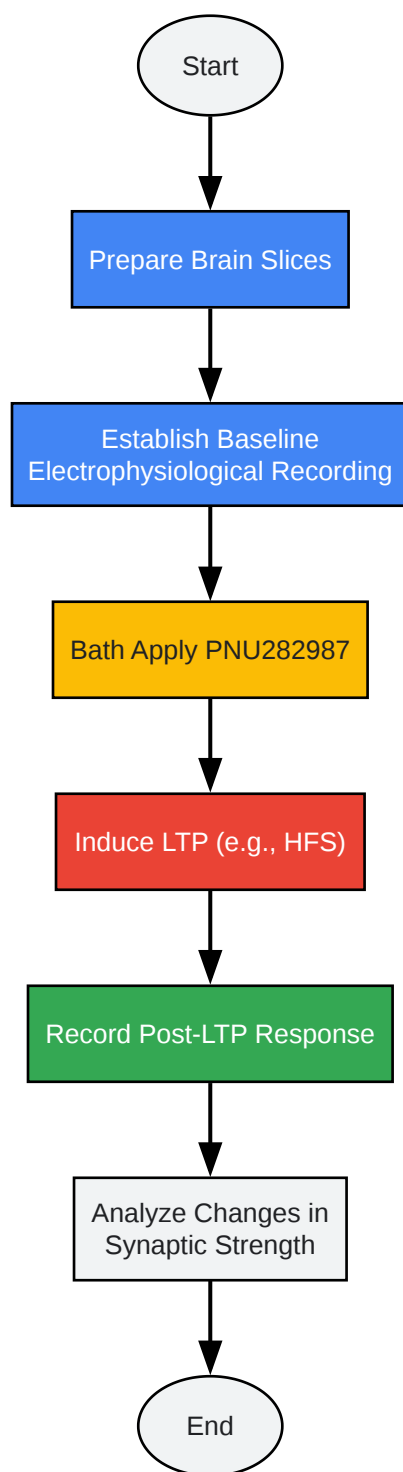 Start
Prepare Brain Slices
Establish Baseline
Electrophysiological Recording
Bath Apply PNU282987
Induce LTP (e.g., HFS)
Record Post-LTP Response
Analyze Changes in
Synaptic Strength
End